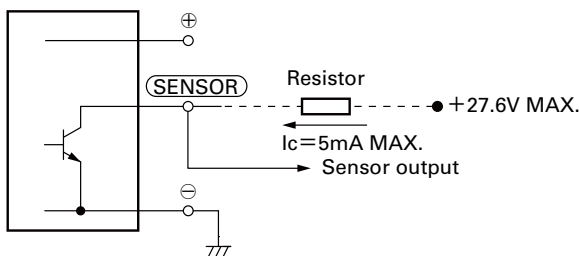 ⊕
SENSOR
Resistor
+27.6V MAX.
Ic=5mA MAX.
Sensor output
⊖